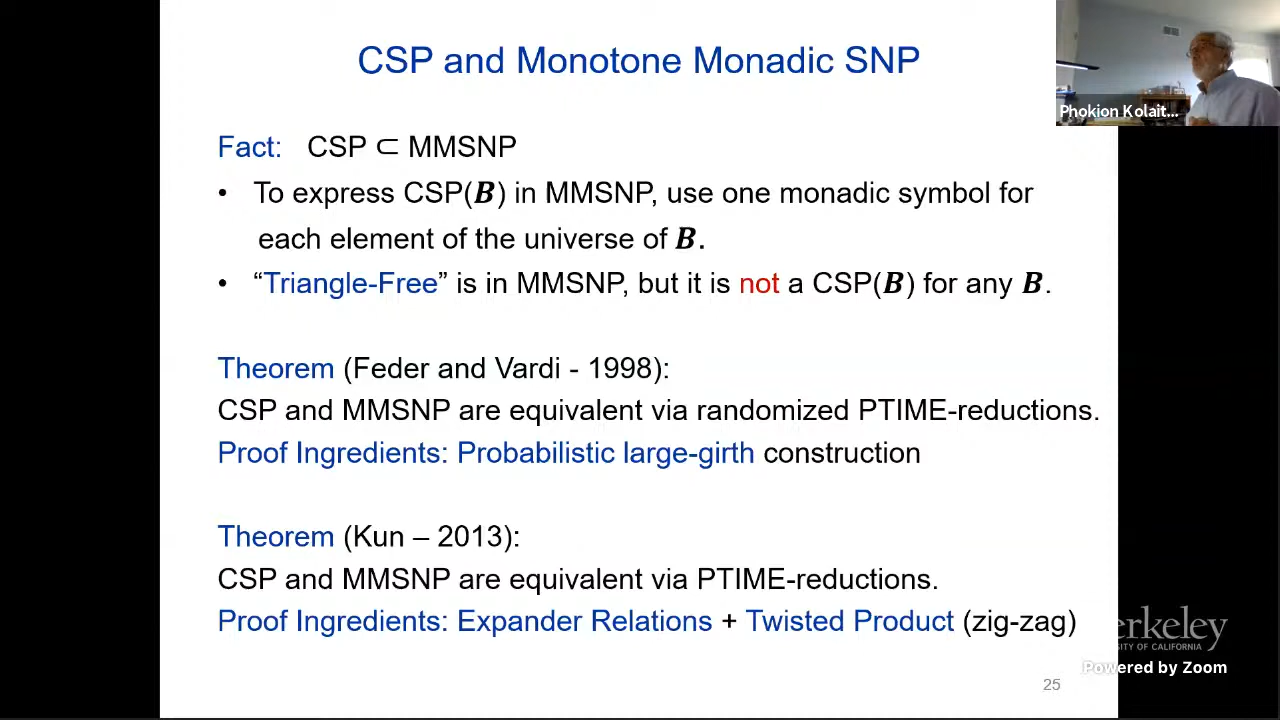 CSP and Monotone Monadic SNP
Phokion Kolait...
Fact: CSP ⊂ MMSNP
• To express CSP(B) in MMSNP, use one monadic symbol for
each element of the universe of B.
• “Triangle-Free” is in MMSNP, but it is not a CSP(B) for any B.
Theorem (Feder and Vardi - 1998):
CSP and MMSNP are equivalent via randomized PTIME-reductions.
Proof Ingredients: Probabilistic large-girth construction
Theorem (Kun – 2013):
CSP and MMSNP are equivalent via PTIME-reductions.
Proof Ingredients: Expander Relations + Twisted Product (zig-zag)
erkeley
SITY OF CALIFORNIA
Powered by Zoom
25